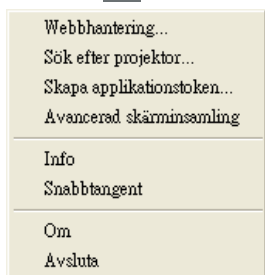 Webbhantering...
Sök efter projektor...
Skapa applikationstoken...
Avancerad skärminsamling
Info
Snabbtangent
Om
Avsluta